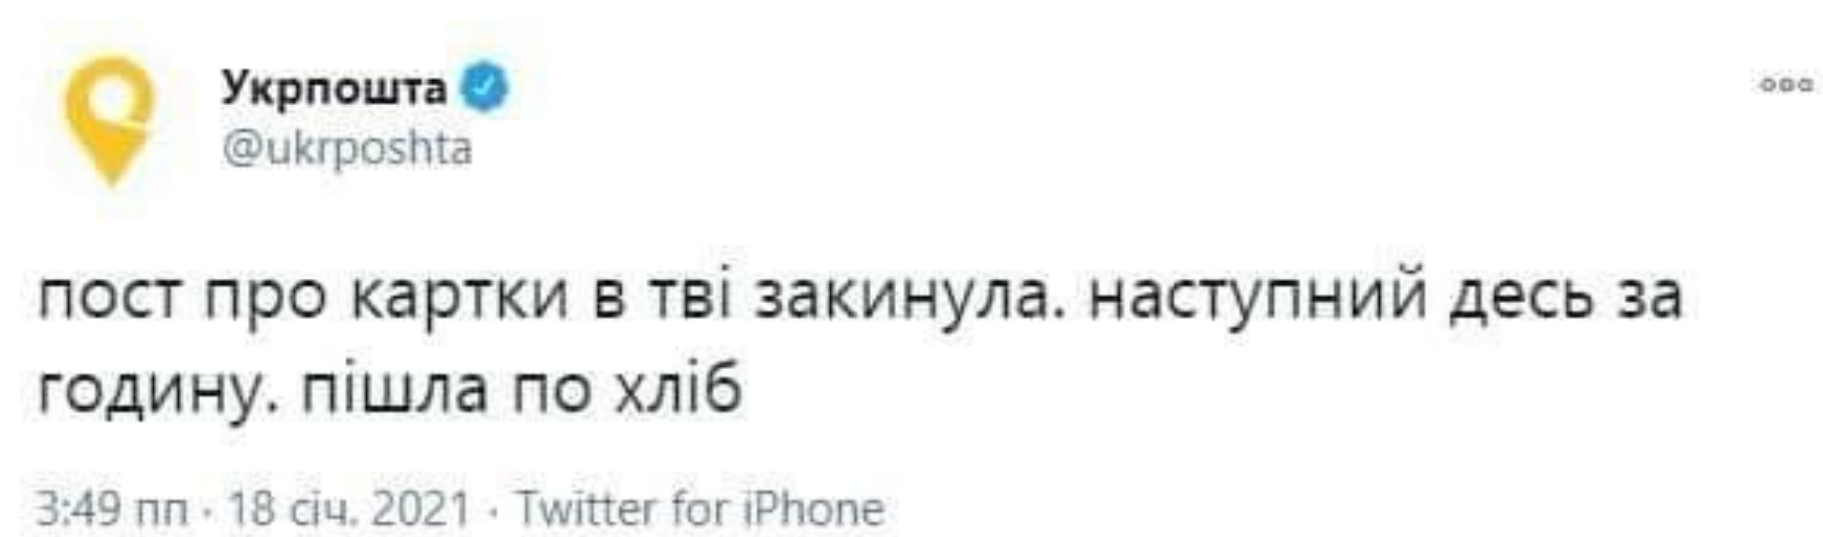 Укрпошта
@ukrposhta
пост про картки в тві закинула. наступний десь за
годину. пішла по хліб
3:49 пп · 18 січ. 2021 · Twitter for iPhone